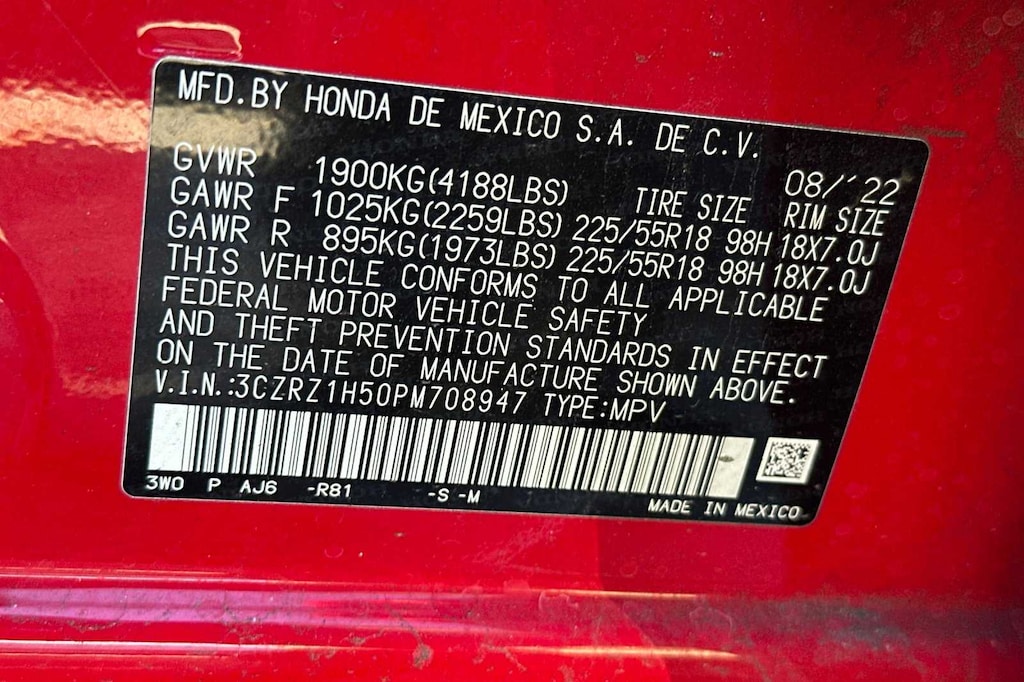 MFD.BY HONDA DE MEXICO S.A. DE C.V.
08/'22
GVWR 1900KG(4188LBS) TIRE SIZE RIM SIZE
GAWR F 1025KG(2259LBS) 225/55R18 98H 18X7.0J
GAWR R 895KG(1973LBS) 225/55R18 98H 18X7.0J
THIS VEHICLE CONFORMS TO ALL APPLICABLE
FEDERAL MOTOR VEHICLE SAFETY
AND THEFT PREVENTION STANDARDS IN EFFECT
ON THE DATE OF MANUFACTURE SHOWN ABOVE.
V.I.N.:3CZRZ1H50PM708947 TYPE:MPV
3WO P AJ6 -R81 -S -M
MADE IN MEXICO